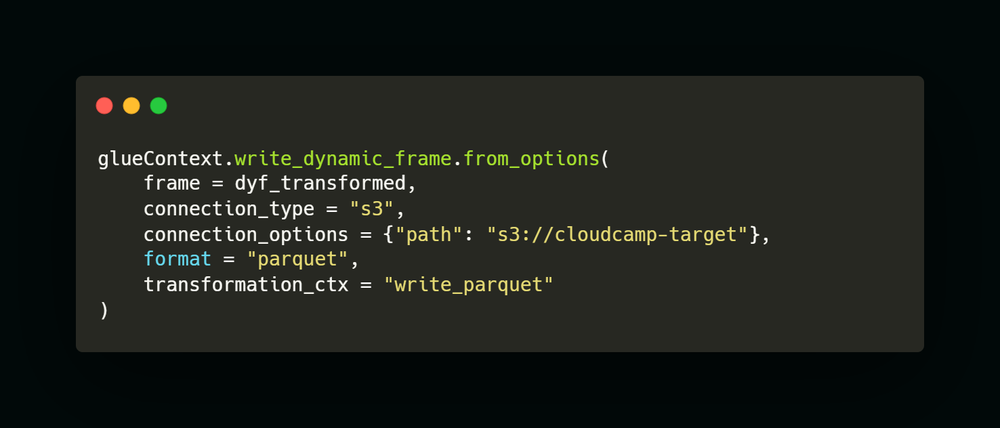 glueContext.write_dynamic_frame.from_options(
    frame = dyf_transformed,
    connection_type = "s3",
    connection_options = {"path": "s3://cloudcamp-target"},
    format = "parquet",
    transformation_ctx = "write_parquet"
)